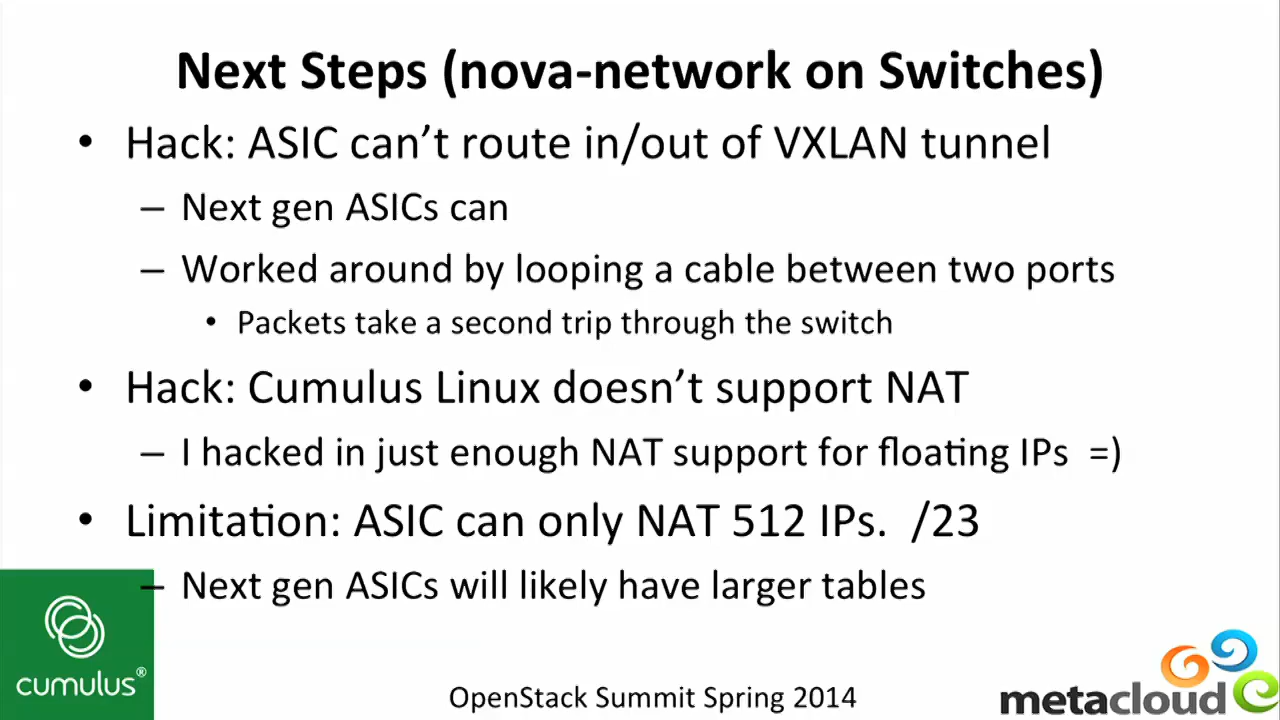 Next Steps (nova-network on Switches)
• Hack: ASIC can’t route in/out of VXLAN tunnel
– Next gen ASICs can
– Worked around by looping a cable between two ports
• Packets take a second trip through the switch
• Hack: Cumulus Linux doesn’t support NAT
– I hacked in just enough NAT support for floating IPs =)
• Limitation: ASIC can only NAT 512 IPs. /23
– Next gen ASICs will likely have larger tables
cumulus®
OpenStack Summit Spring 2014
metacloud